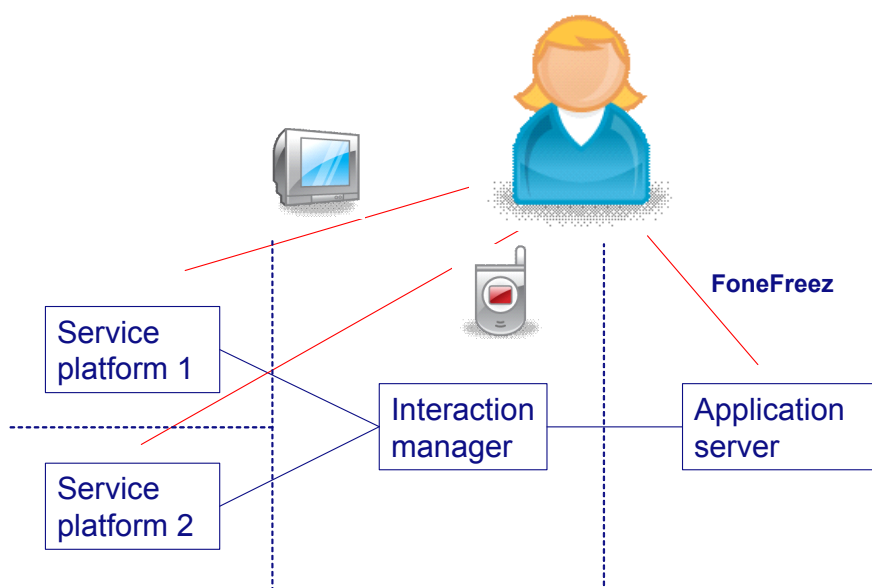 FoneFreez
Service
platform 1
Interaction
manager
Application
server
Service
platform 2